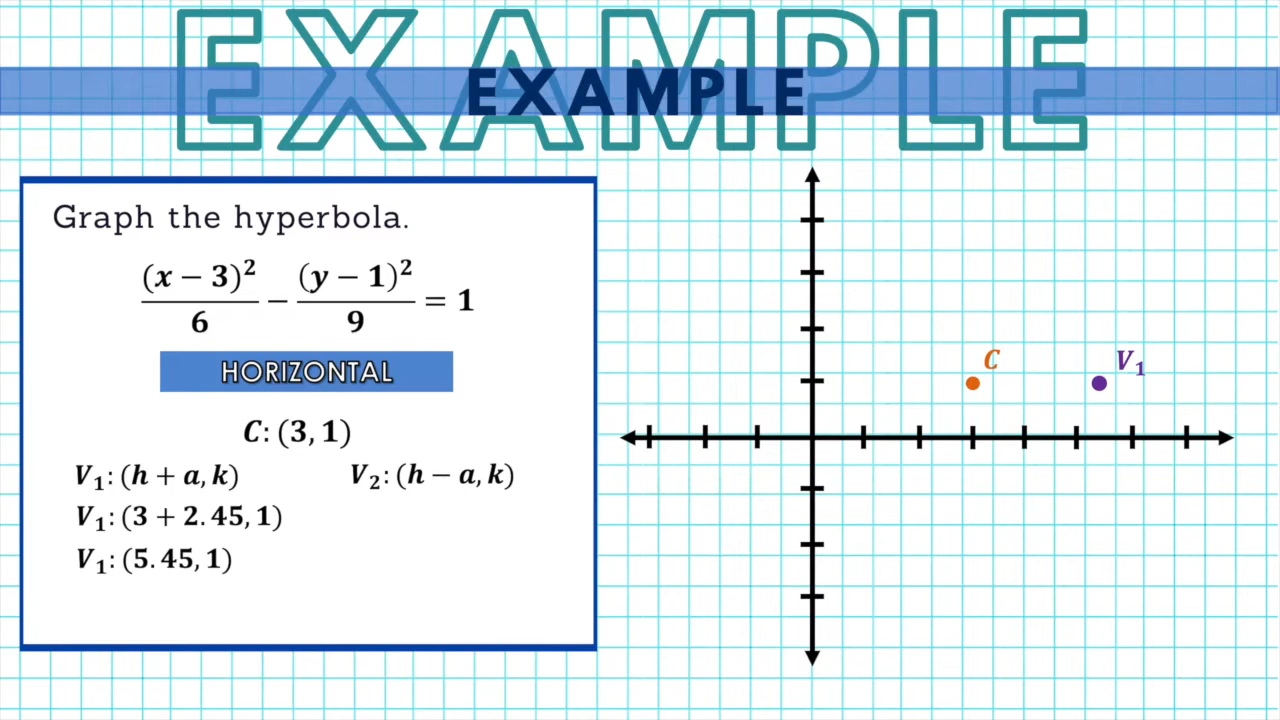 EXAMPLE
EXAMPLE
Graph the hyperbola.
(x − 3)²/6 − (y − 1)²/9 = 1
HORIZONTAL
C: (3, 1)
V₁: (h + a, k) V₂: (h − a, k)
V₁: (3 + 2.45, 1)
V₁: (5.45, 1)
C V₁